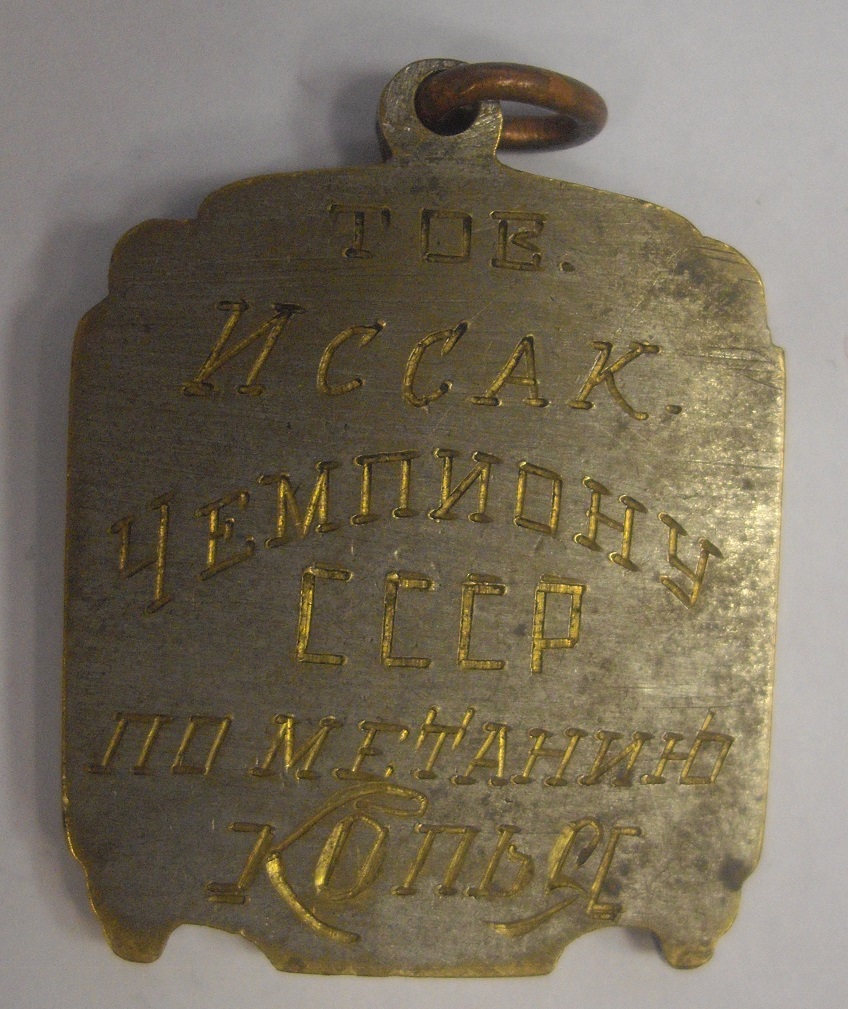 ТОВ.
ИССАК.
ЧЕМПИОНУ
СССР
ПО МЕТАНИЮ
КОПЬЯ